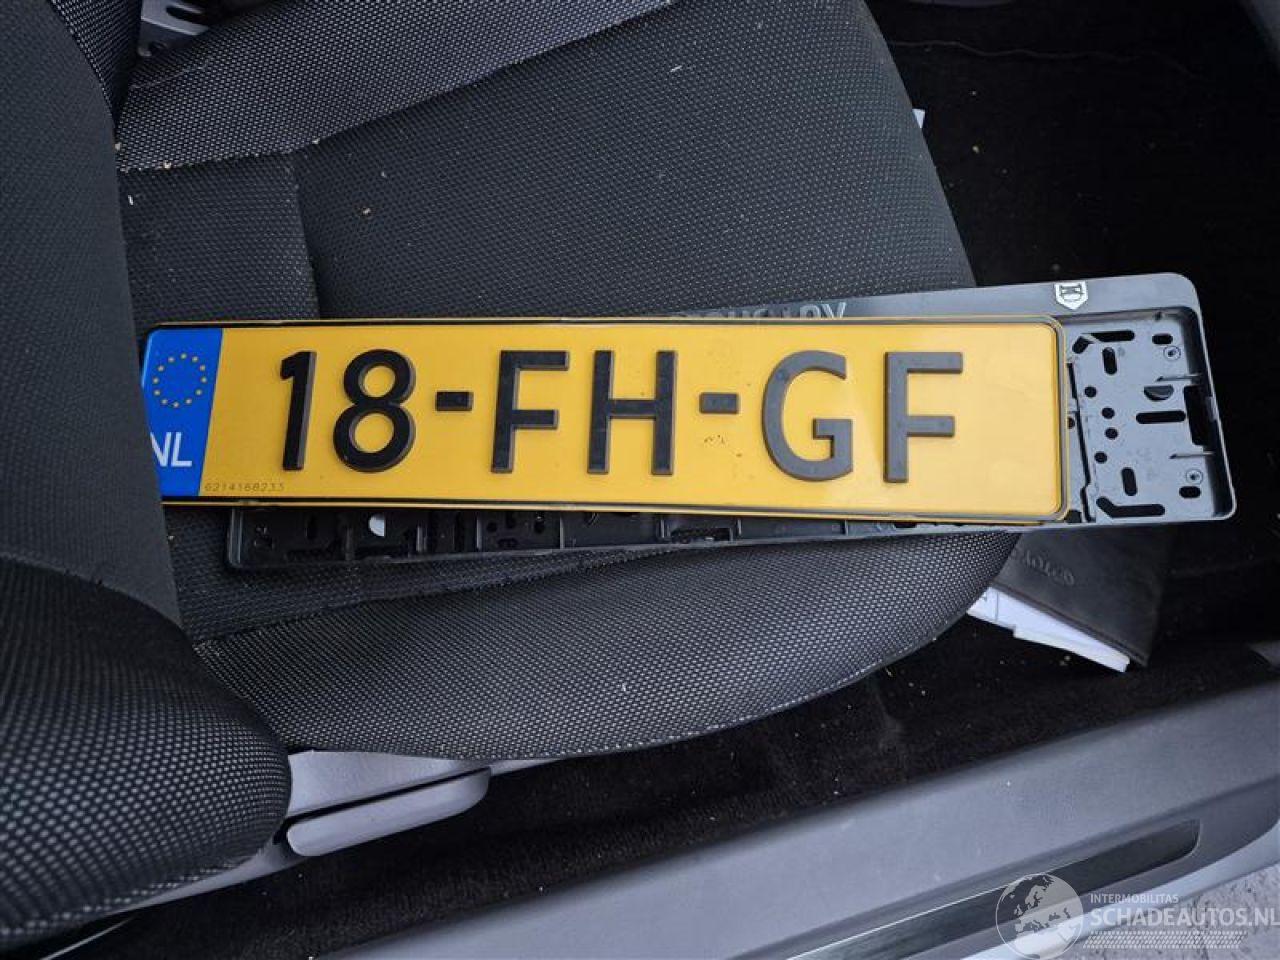 18-FH-GF
NL
6214168233
INTERMOBILITAS
SCHADEAUTOS.NL